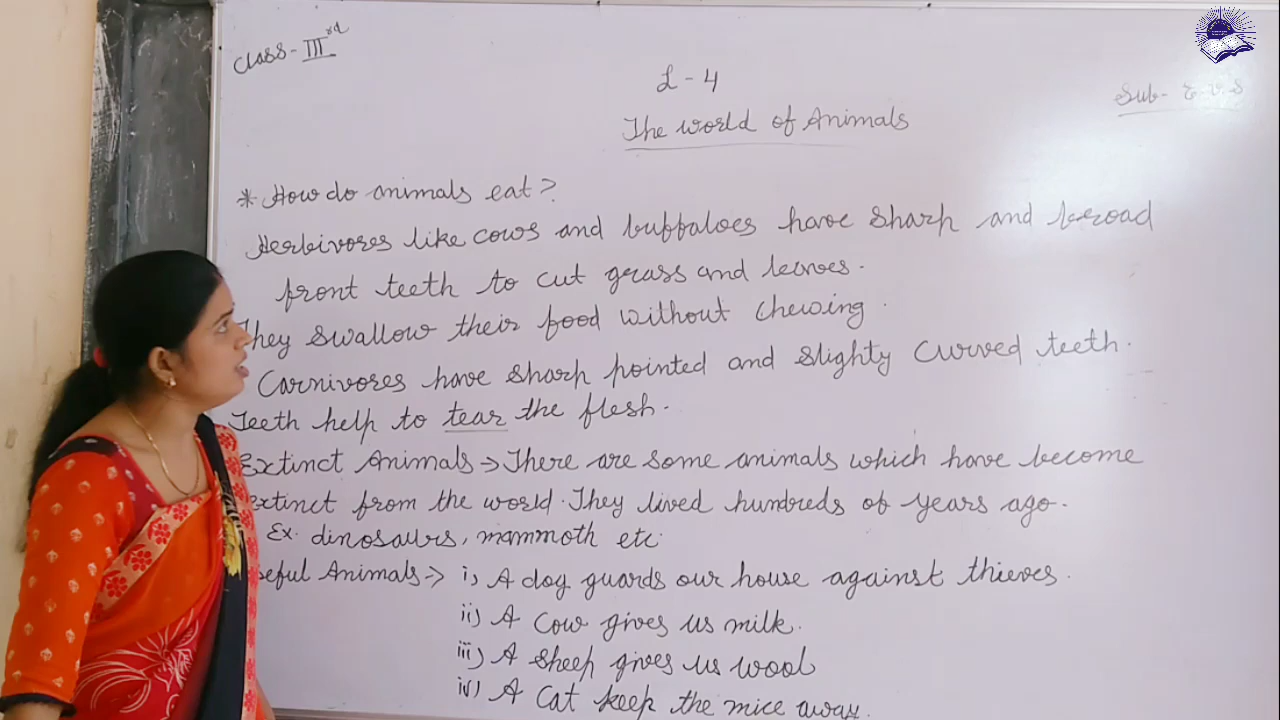 Class - III rd
L - 4
Sub - E.V.S
The world of Animals
* How do animals eat?
Herbivores like cows and buffaloes have sharp and broad
front teeth to cut grass and leaves.
They swallow their food without chewing.
Carnivores have sharp pointed and slighty curved teeth.
Teeth help to tear the flesh.
Extinct Animals → There are some animals which have become
extinct from the world. They lived hundreds of years ago.
Ex. dinosaurs, mammoth etc.
seful Animals → i) A dog guards our house against thieves.
ii) A cow gives us milk.
iii) A sheep gives us wool
iv) A cat keep the mice away.